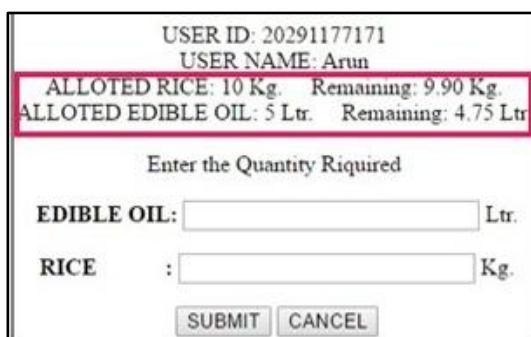 USER ID: 20291177171
USER NAME: Arun
ALLOTED RICE: 10 Kg. Remaining: 9.90 Kg.
ALLOTED EDIBLE OIL: 5 Ltr. Remaining: 4.75 Ltr
Enter the Quantity Riquired
EDIBLE OIL: Ltr.
RICE : Kg.
SUBMIT CANCEL